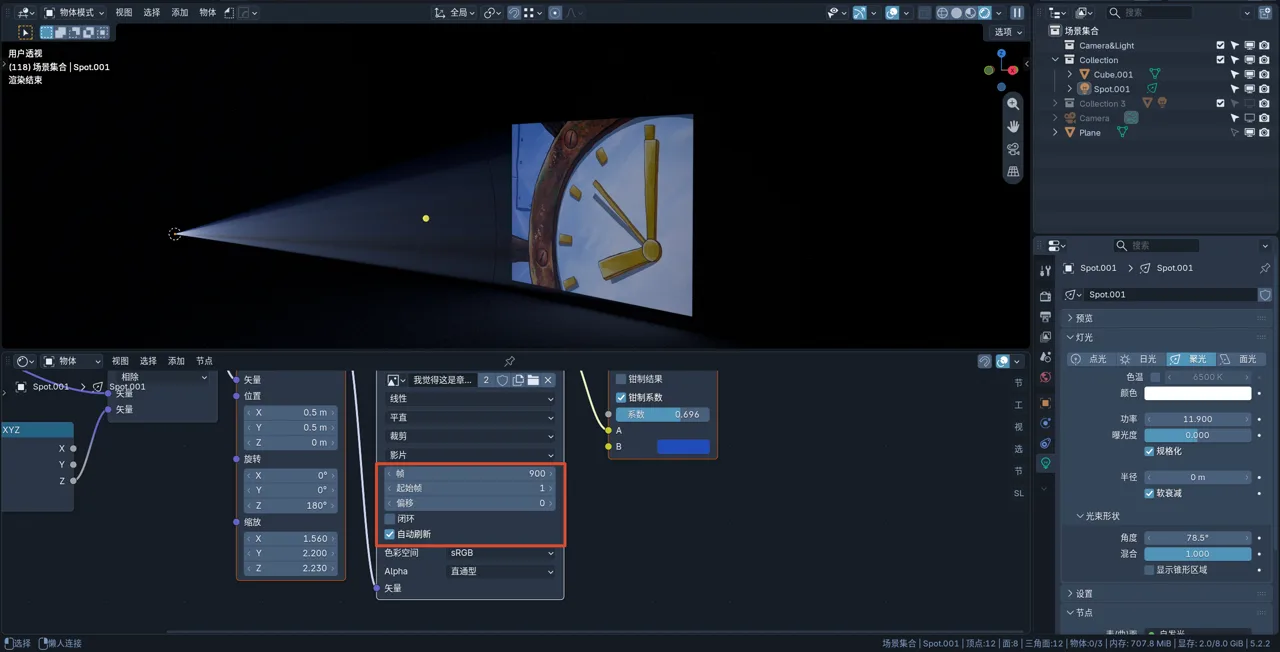 物体模式 视图 选择 添加 物体 全局
选项
用户透视
(118) 场景集合 | Spot.001
渲染结束
Z
搜索
场景集合
Camera&Light
Collection
Cube.001
Spot.001
Collection 3
Camera
Plane
搜索
Spot.001 Spot.001
Spot.001
预览
灯光
点光 日光 聚光 面光
色温 6500 K
颜色
功率 11.900
曝光度 0.000
规格化
半径 0 m
软衰减
光束形状
角度 78.5°
混合 1.000
显示锥形区域
设置
节点
物体 视图 选择 添加 节点
Spot.001 Spot.001
相除
矢量
矢量
XYZ
X
Y
Z
矢量
位置
X 0.5 m
Y 0.5 m
Z 0 m
旋转
X 0°
Y 0°
Z 180°
缩放
X 1.560
Y 2.200
Z 2.230
我觉得这是章... 2
线性
平直
裁剪
影片
帧 900
起始帧 1
偏移 0
闭环
自动刷新
色彩空间 sRGB
Alpha 直通型
矢量
钳制结果
钳制系数
系数 0.696
A
B
节
工
视
选
节
SL
选择 懒人连接
场景集合 | Spot.001 | 顶点:12 | 面:8 | 三角面:12 | 物体:0/3 | 内存: 707.8 MiB | 显存: 2.0/8.0 GiB | 5.2.2